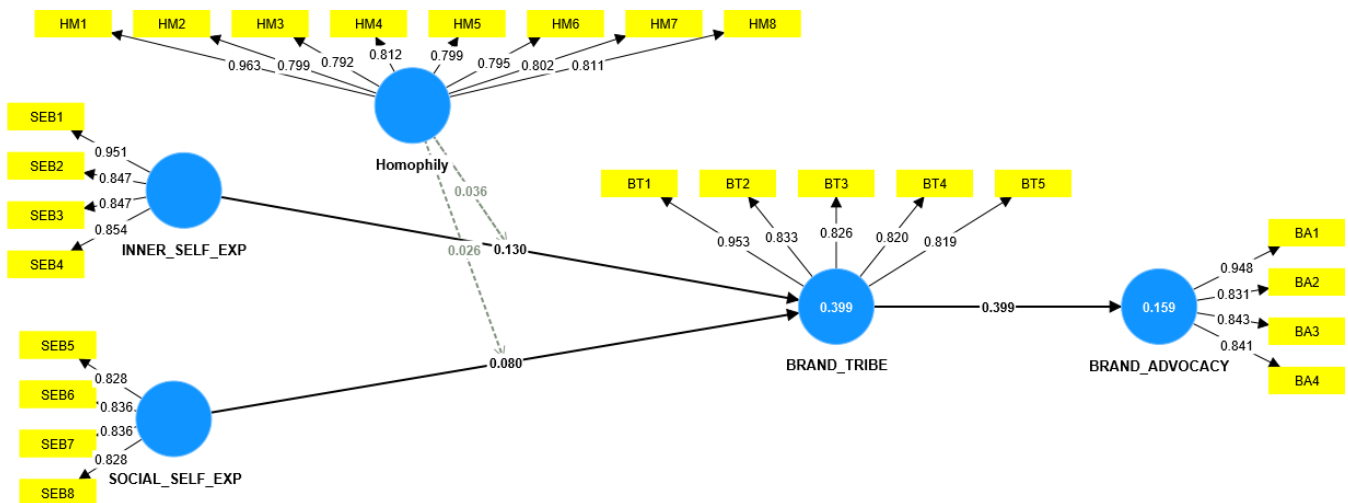 HM1 HM2 HM3 HM4 HM5 HM6 HM7 HM8
0.963 0.799 0.792 0.812 0.799 0.795 0.802 0.811
Homophily
SEB1
SEB2
SEB3
SEB4
0.951
0.847
0.847
0.854
INNER_SELF_EXP
0.036
0.026
0.130
0.080
SEB5
SEB6
SEB7
SEB8
0.828
0.836
0.836
0.828
SOCIAL_SELF_EXP
BT1 BT2 BT3 BT4 BT5
0.953 0.833 0.826 0.820 0.819
0.399
BRAND_TRIBE
0.399
0.159
BRAND_ADVOCACY
0.948
0.831
0.843
0.841
BA1
BA2
BA3
BA4